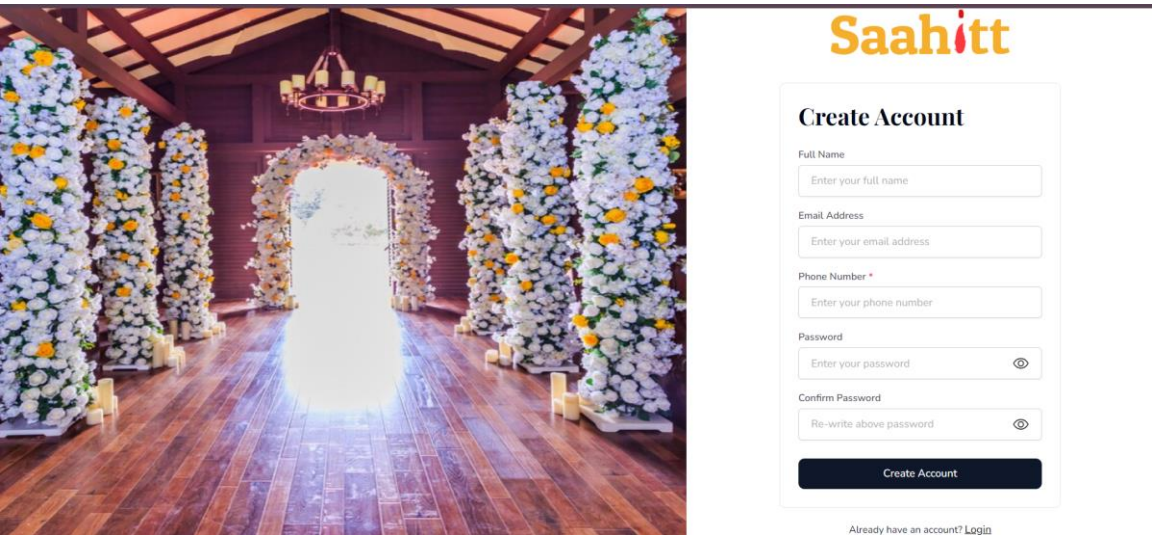 Saahitt
Create Account
Full Name
Enter your full name
Email Address
Enter your email address
Phone Number *
Enter your phone number
Password
Enter your password
Confirm Password
Re-write above password
Create Account
Already have an account? Login